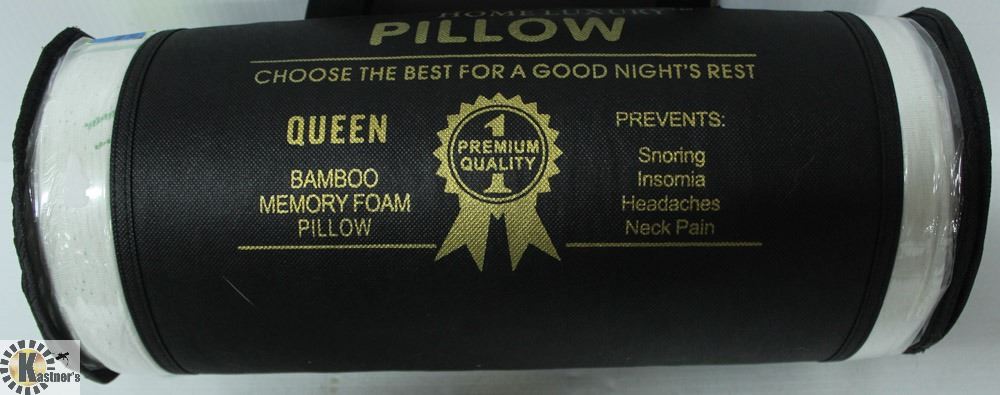 HOME LUXURY
PILLOW
CHOOSE THE BEST FOR A GOOD NIGHT'S REST
QUEEN
BAMBOO
MEMORY FOAM
PILLOW
1
PREMIUM
QUALITY
PREVENTS:
Snoring
Insomia
Headaches
Neck Pain
Kastner's